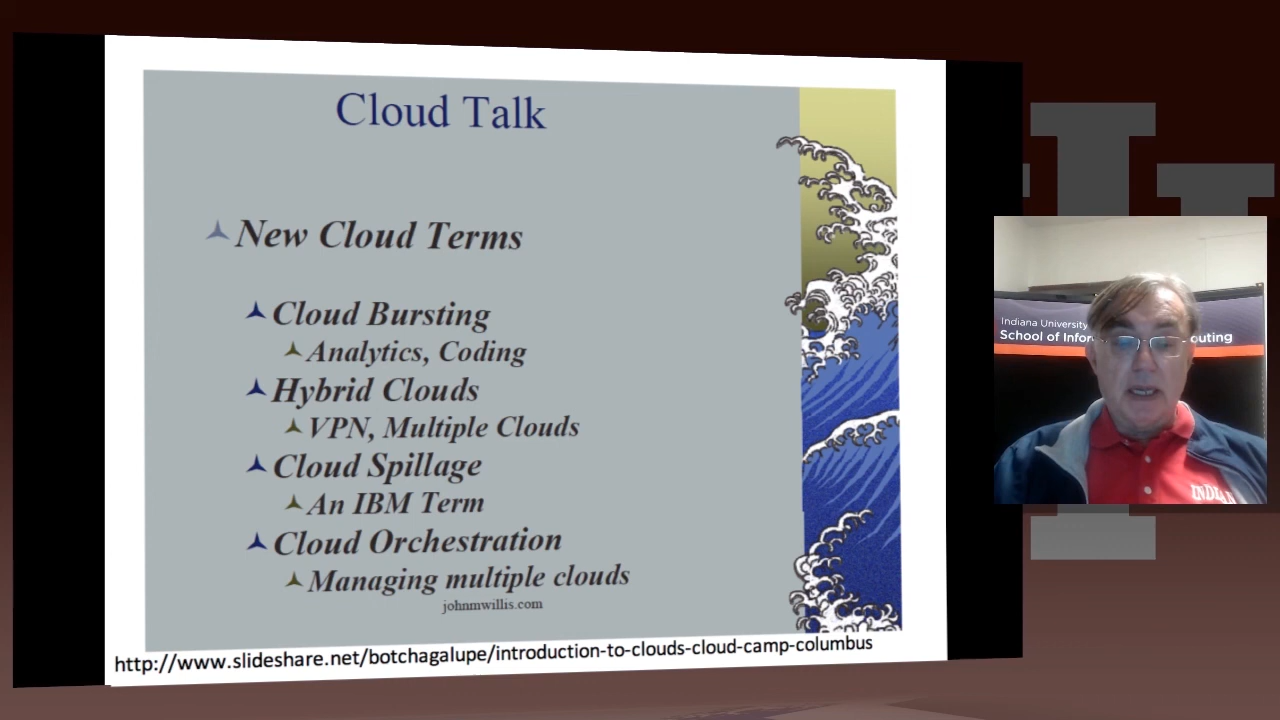 Cloud Talk
New Cloud Terms
Cloud Bursting
Analytics, Coding
Hybrid Clouds
VPN, Multiple Clouds
Cloud Spillage
An IBM Term
Cloud Orchestration
Managing multiple clouds
johnmwillis.com
http://www.slideshare.net/botchagalupe/introduction-to-clouds-cloud-camp-columbus
Indiana University
School of Infor
outing
INDIAN